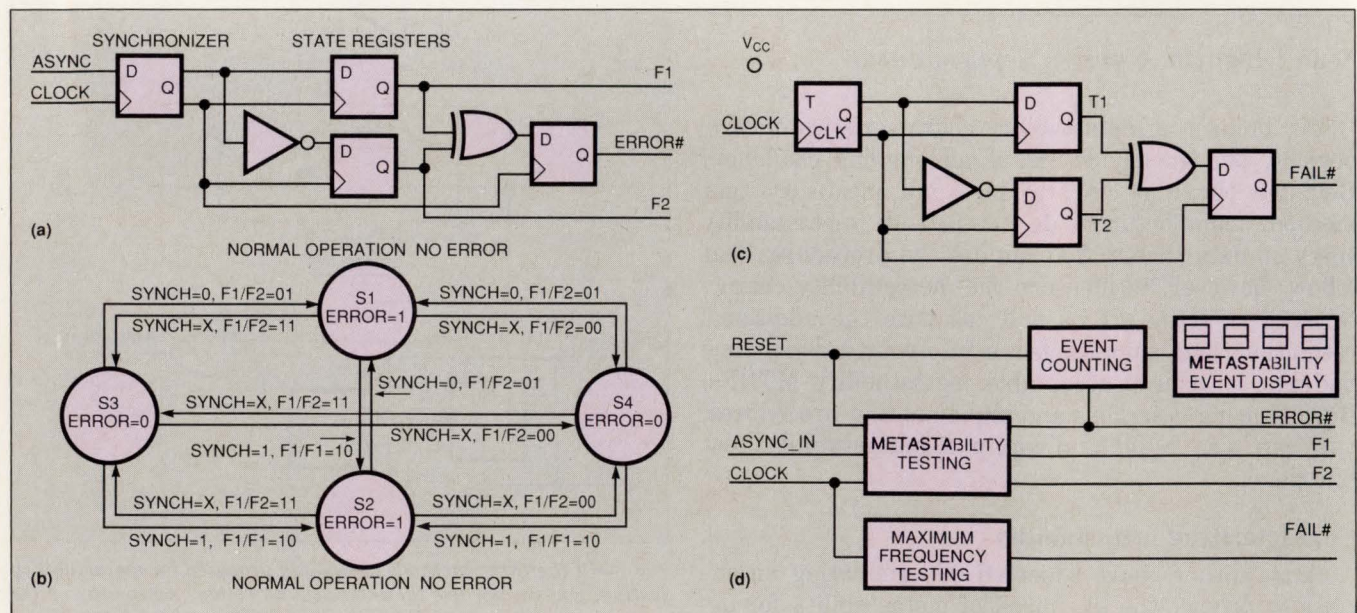 SYNCHRONIZER
STATE REGISTERS
ASYNC
CLOCK
D
Q
D
Q
F1
D
Q
D
Q
ERROR#
F2
(a)
NORMAL OPERATION NO ERROR
S1
ERROR=1
SYNCH=0, F1/F2=01
SYNCH=X, F1/F2=11
SYNCH=0, F1/F2=01
SYNCH=X, F1/F2=00
SYNCH=0, F1/F2=01
S3
ERROR=0
SYNCH=X, F1/F2=11
SYNCH=X, F1/F2=00
S4
ERROR=0
SYNCH=1, F1/F1=10
SYNCH=X, F1/F2=11
SYNCH=1, F1/F1=10
S2
ERROR=1
SYNCH=X, F1/F2=00
SYNCH=1, F1/F1=10
(b)
NORMAL OPERATION NO ERROR
VCC
CLOCK
T
Q
CLK
D
Q
T1
D
Q
T2
D
Q
FAIL#
(c)
RESET
EVENT
COUNTING
METASTABILITY
EVENT DISPLAY
ERROR#
ASYNC_IN
METASTABILITY
TESTING
F1
CLOCK
F2
MAXIMUM
FREQUENCY
TESTING
FAIL#
(d)